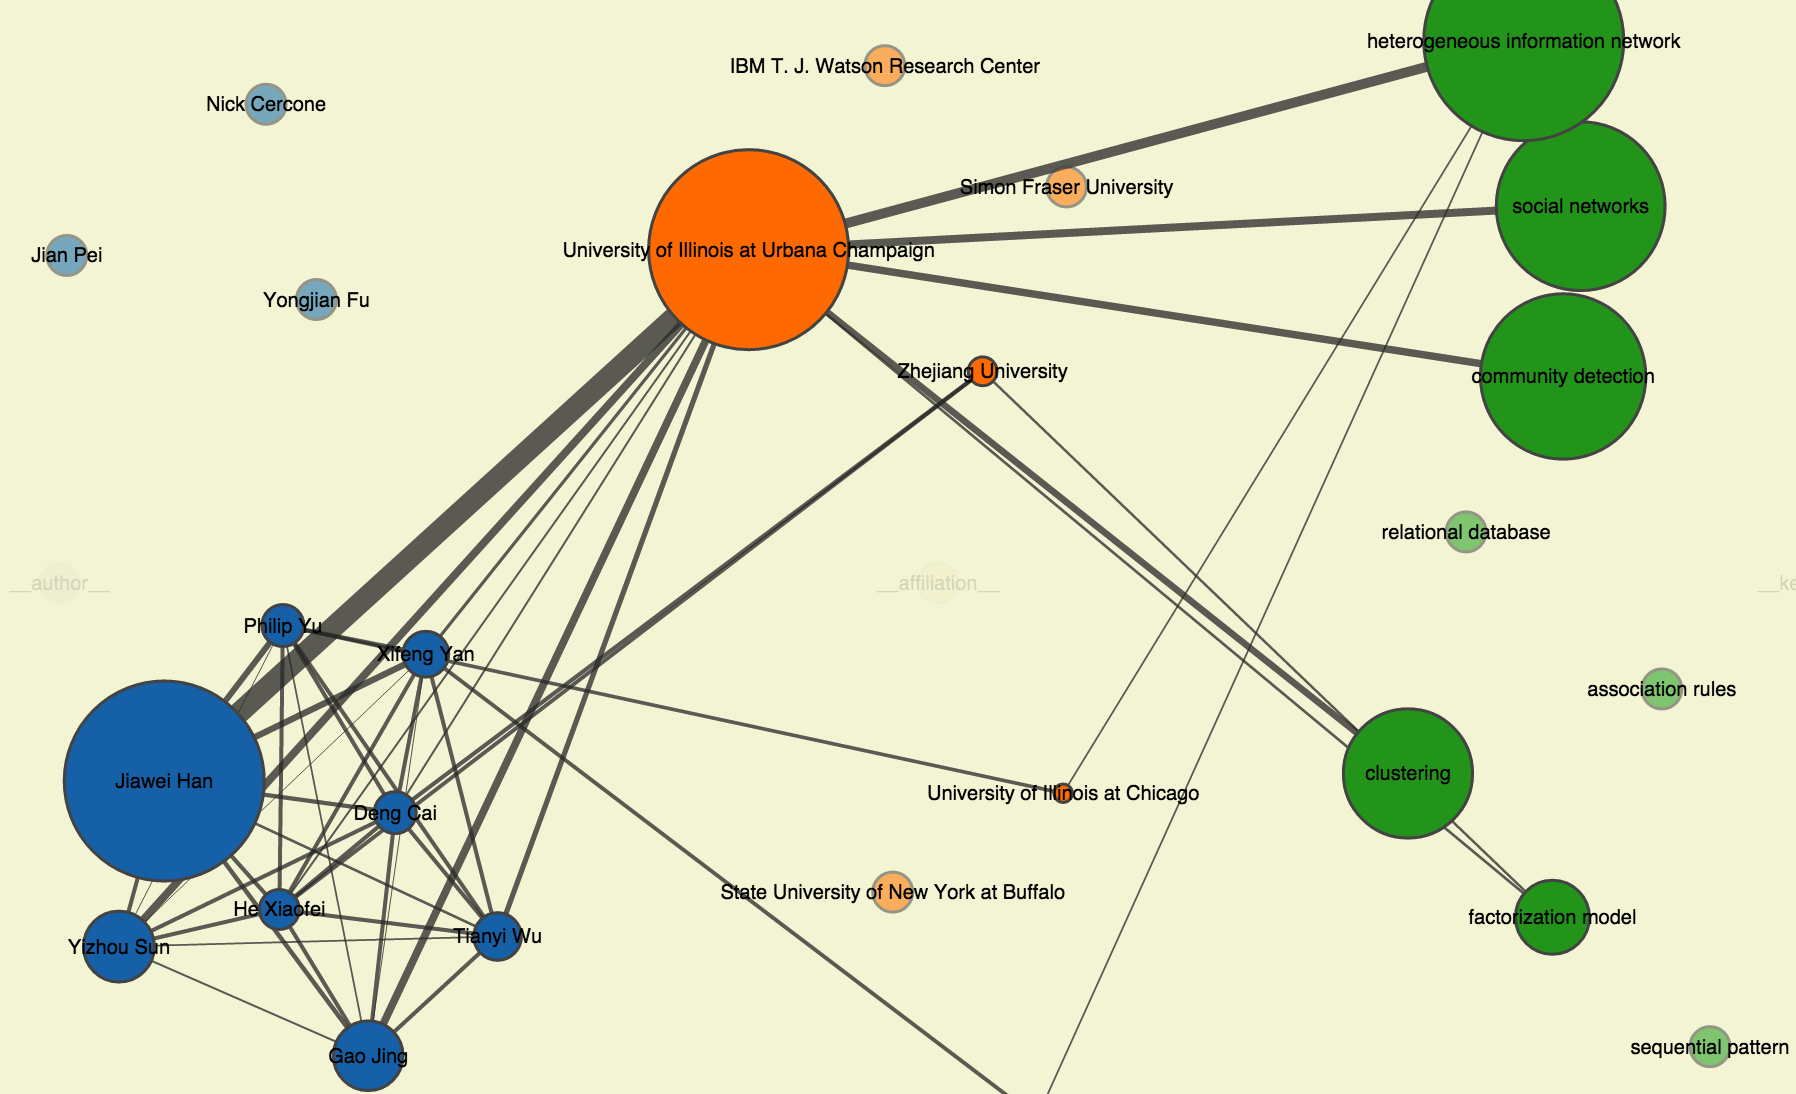 heterogeneous information network
IBM T. J. Watson Research Center
Nick Cercone
Simon Fraser University
social networks
University of Illinois at Urbana Champaign
Jian Pei
Yongjian Fu
Zhejiang University
community detection
relational database
__author__
__affiliation__
__ke
Philip Yu
Xifeng Yan
association rules
Jiawei Han
clustering
University of Illinois at Chicago
Deng Cai
State University of New York at Buffalo
He Xiaofei
factorization model
Tianyi Wu
Yizhou Sun
sequential pattern
Gao Jing